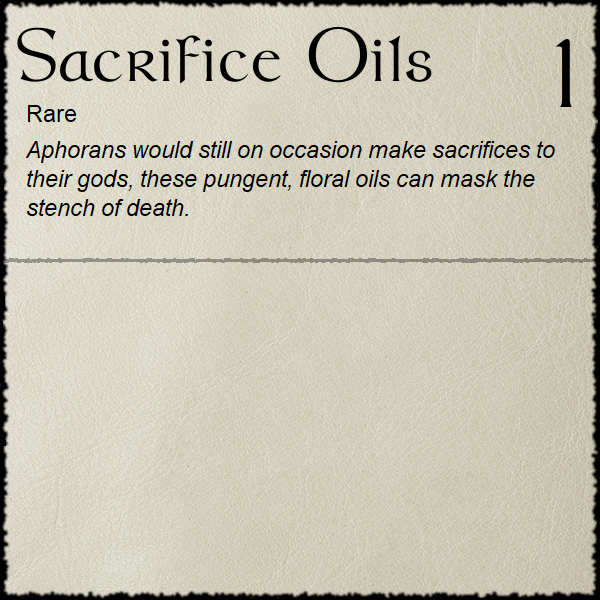 Sacrifice Oils
1
Rare
Aphorans would still on occasion make sacrifices to
their gods, these pungent, floral oils can mask the
stench of death.